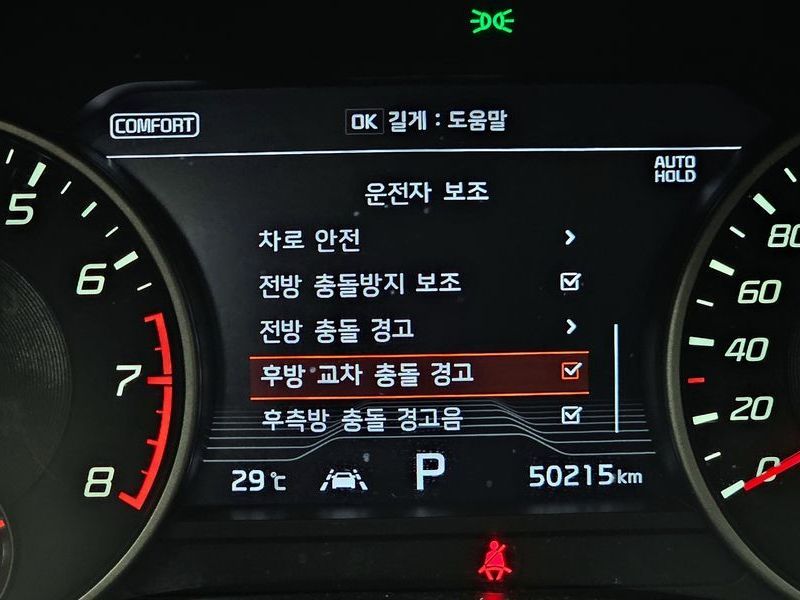 COMFORT
OK 길게 : 도움말
AUTO
HOLD
운전자 보조
차로 안전
전방 충돌방지 보조
전방 충돌 경고
후방 교차 충돌 경고
후측방 충돌 경고음
29℃ P 50215km
5
6
7
8
80
60
40
20
0